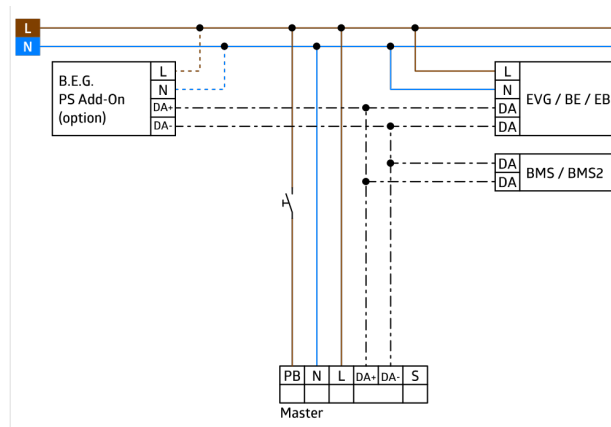 L
N
B.E.G.
PS Add-On
(option)
L
N
DA+
DA-
L
N
DA
DA
EVG / BE / EB
DA
DA
BMS / BMS2
PB N L DA+ DA- S
Master